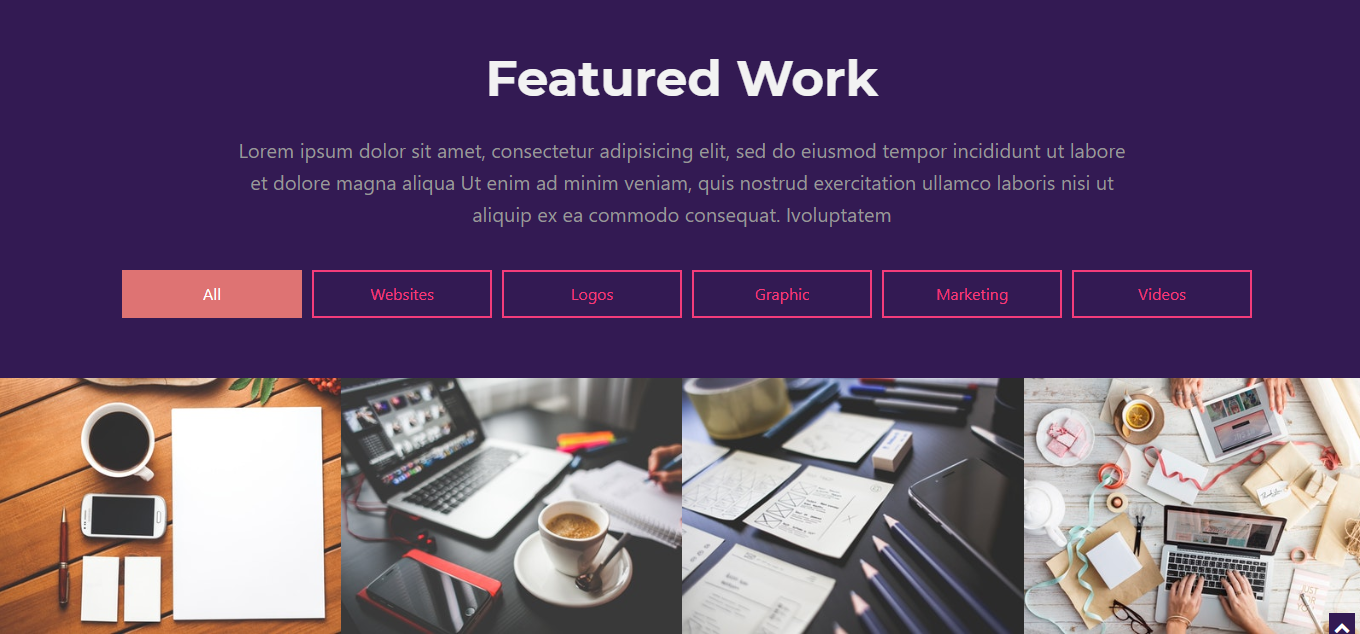 Featured Work
Lorem ipsum dolor sit amet, consectetur adipisicing elit, sed do eiusmod tempor incididunt ut labore
et dolore magna aliqua Ut enim ad minim veniam, quis nostrud exercitation ullamco laboris nisi ut
aliquip ex ea commodo consequat. Ivoluptatem
All
Websites
Logos
Graphic
Marketing
Videos